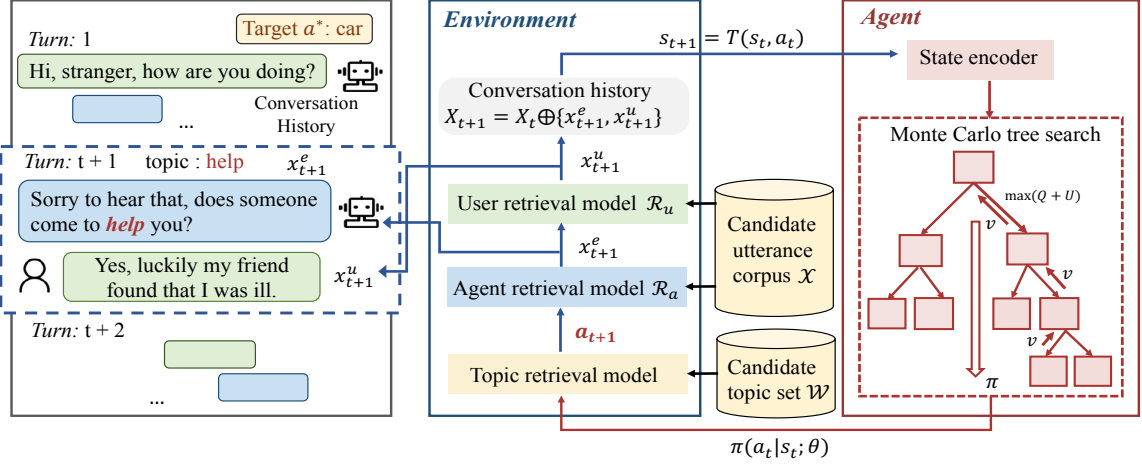 Turn: 1
Target a*: car
Hi, stranger, how are you doing?
...
Conversation
History
Turn: t + 1
topic : help
x^e_{t+1}
Sorry to hear that, does someone
come to help you?
Yes, luckily my friend
found that I was ill.
x^u_{t+1}
Turn: t + 2
...
Environment
s_{t+1} = T(s_t, a_t)
Conversation history
X_{t+1} = X_t⊕{x^e_{t+1}, x^u_{t+1}}
x^u_{t+1}
User retrieval model ℛ_u
x^e_{t+1}
Agent retrieval model ℛ_a
a_{t+1}
Topic retrieval model
Candidate
utterance
corpus 𝒳
Candidate
topic set 𝒲
π(a_t|s_t; θ)
Agent
State encoder
Monte Carlo tree search
max(Q + U)
v
v
v
π